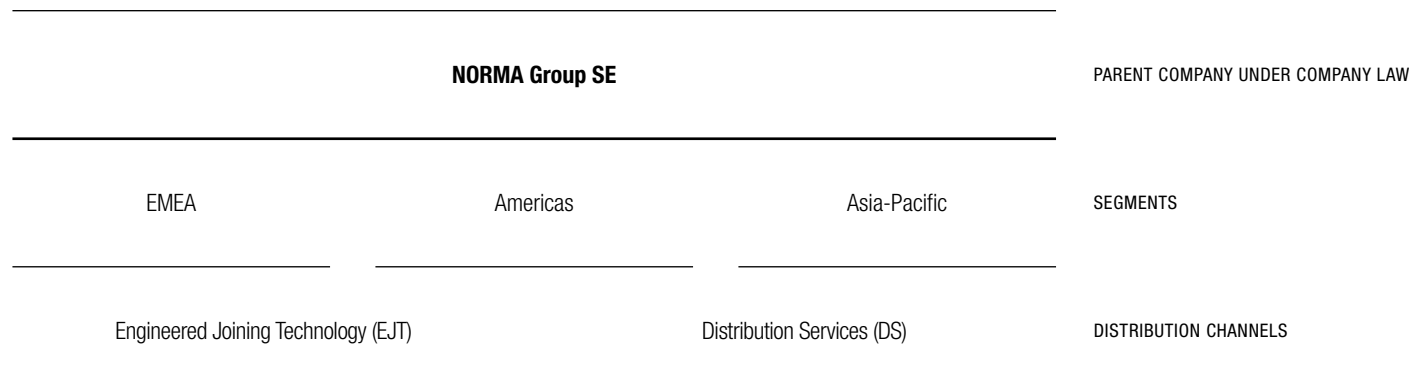 NORMA Group SE PARENT COMPANY UNDER COMPANY LAW
EMEA Americas Asia-Pacific SEGMENTS
Engineered Joining Technology (EJT) Distribution Services (DS) DISTRIBUTION CHANNELS